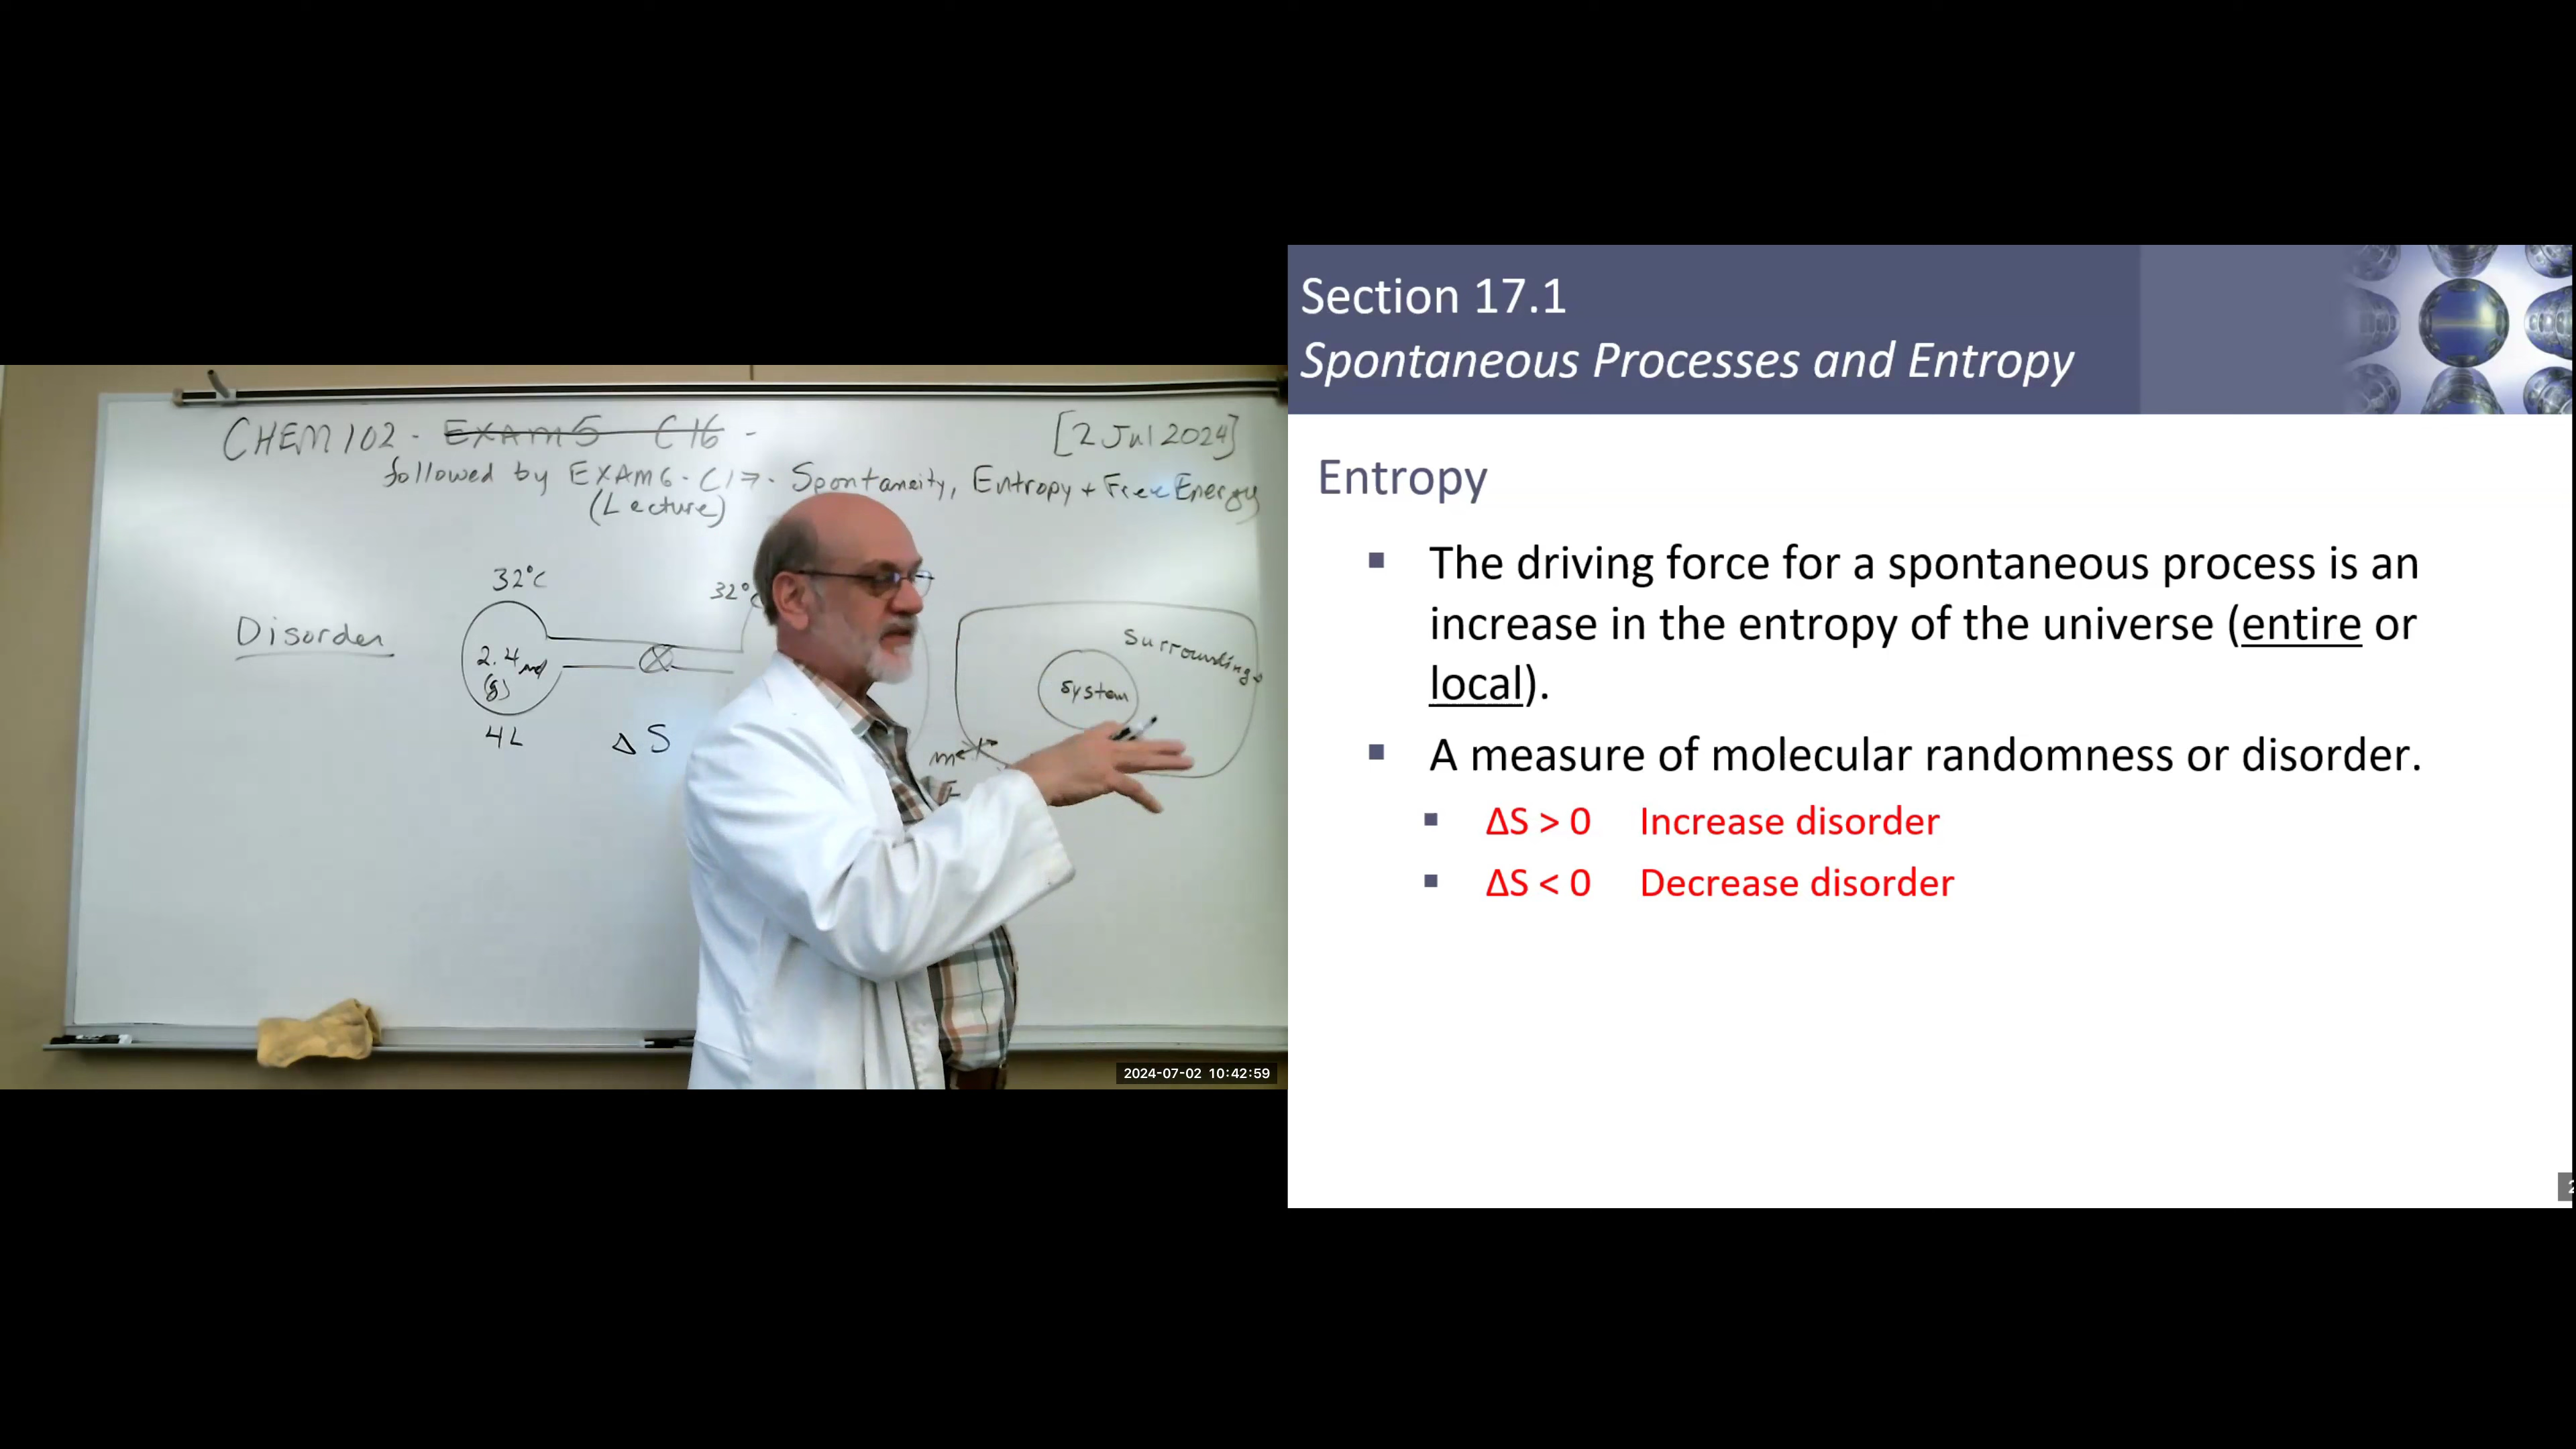 CHEM 102 - EXAM 5 C16 -
[2 Jul 2024]
followed by EXAM 6 - C17 - Spontaneity, Entropy + Free Energy
(Lecture)
32°C
32°C
Disorder
2.4 mol
(g)
4L
Δ S
Surroundings
System
m
E
2024-07-02 10:42:59
Section 17.1
Spontaneous Processes and Entropy
Entropy
▪ The driving force for a spontaneous process is an
increase in the entropy of the universe (entire or
local).
▪ A measure of molecular randomness or disorder.
▪ ΔS > 0 Increase disorder
▪ ΔS < 0 Decrease disorder